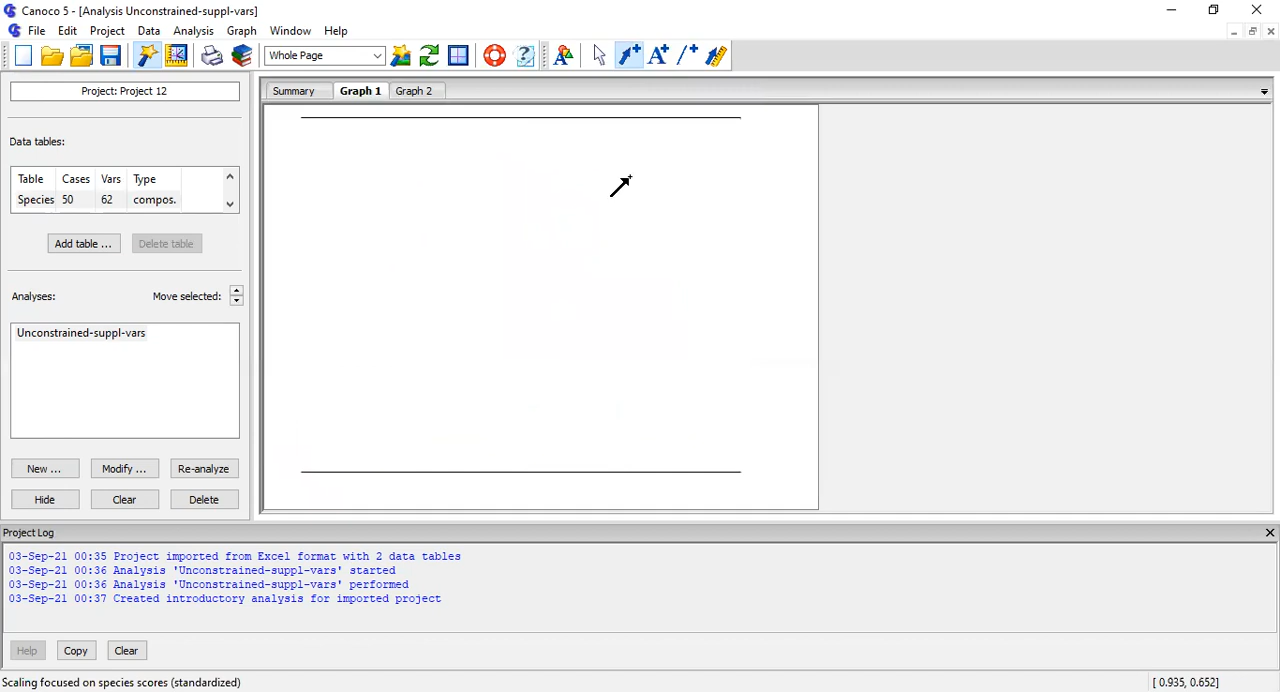 Canoco 5 - [Analysis Unconstrained-suppl-vars]
File Edit Project Data Analysis Graph Window Help
Whole Page
Project: Project 12
Summary Graph 1 Graph 2
Data tables:
Table Cases Vars Type
Species 50 62 compos.
Add table ... Delete table
Analyses: Move selected:
Unconstrained-suppl-vars
New ... Modify ... Re-analyze
Hide Clear Delete
Project Log
03-Sep-21 00:35 Project imported from Excel format with 2 data tables
03-Sep-21 00:36 Analysis 'Unconstrained-suppl-vars' started
03-Sep-21 00:36 Analysis 'Unconstrained-suppl-vars' performed
03-Sep-21 00:37 Created introductory analysis for imported project
Help Copy Clear
Scaling focused on species scores (standardized) [ 0.935, 0.652]